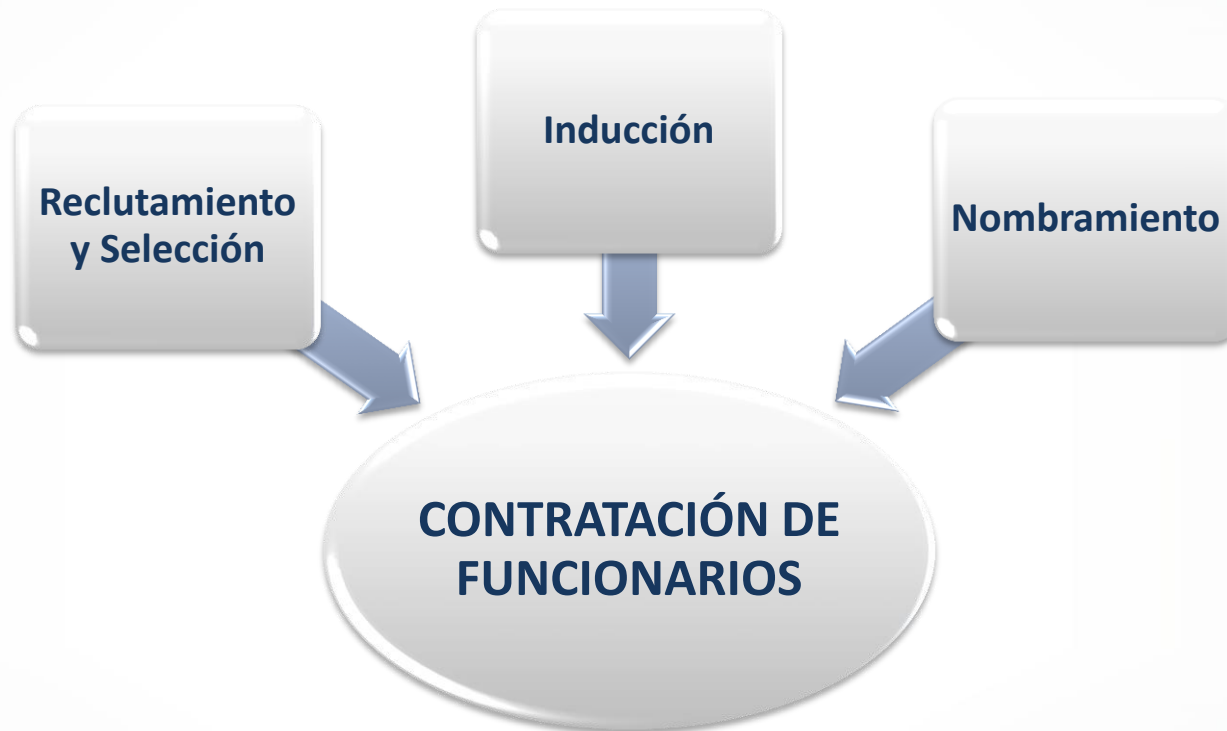 Reclutamiento
y Selección
Inducción
Nombramiento
CONTRATACIÓN DE
FUNCIONARIOS